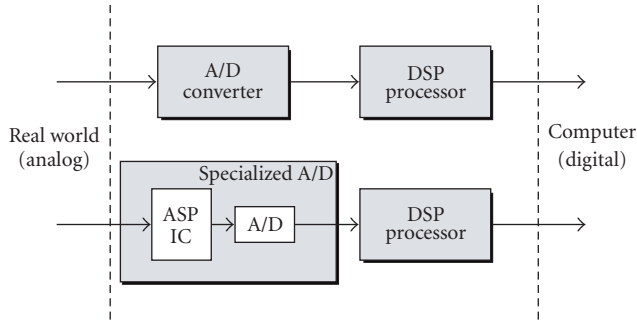 A/D
converter
DSP
processor
Real world
(analog)
Computer
(digital)
Specialized A/D
ASP
IC
A/D
DSP
processor